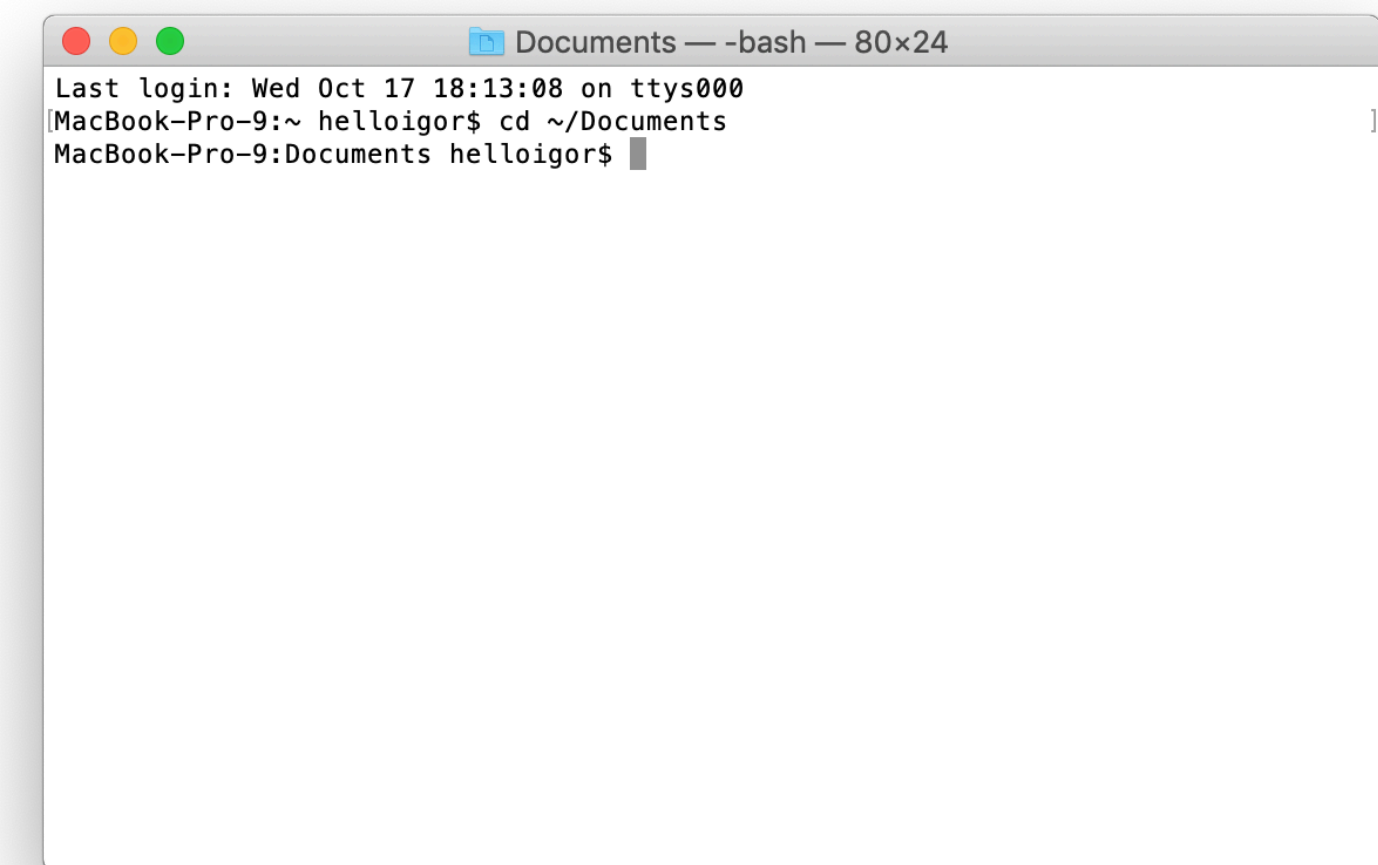 Documents — -bash — 80×24
Last login: Wed Oct 17 18:13:08 on ttys000
[MacBook-Pro-9:~ helloigor$ cd ~/Documents ]
MacBook-Pro-9:Documents helloigor$